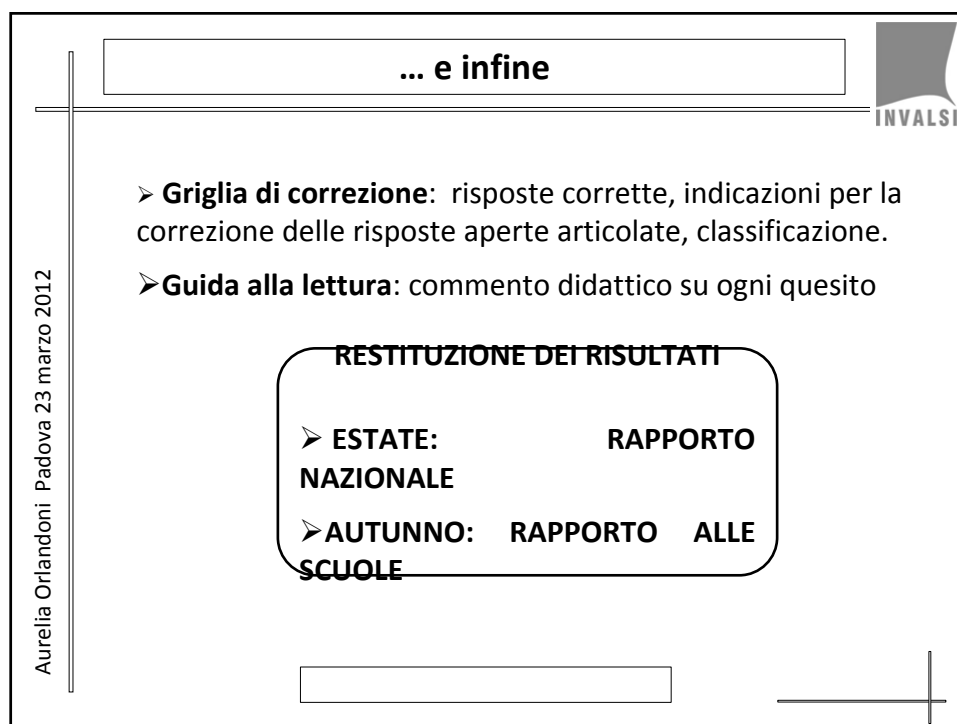 … e infine
INVALSI
➢ Griglia di correzione: risposte corrette, indicazioni per la
correzione delle risposte aperte articolate, classificazione.
➢Guida alla lettura: commento didattico su ogni quesito
RESTITUZIONE DEI RISULTATI
➢ ESTATE: RAPPORTO
NAZIONALE
➢AUTUNNO: RAPPORTO ALLE
SCUOLE
Aurelia Orlandoni Padova 23 marzo 2012